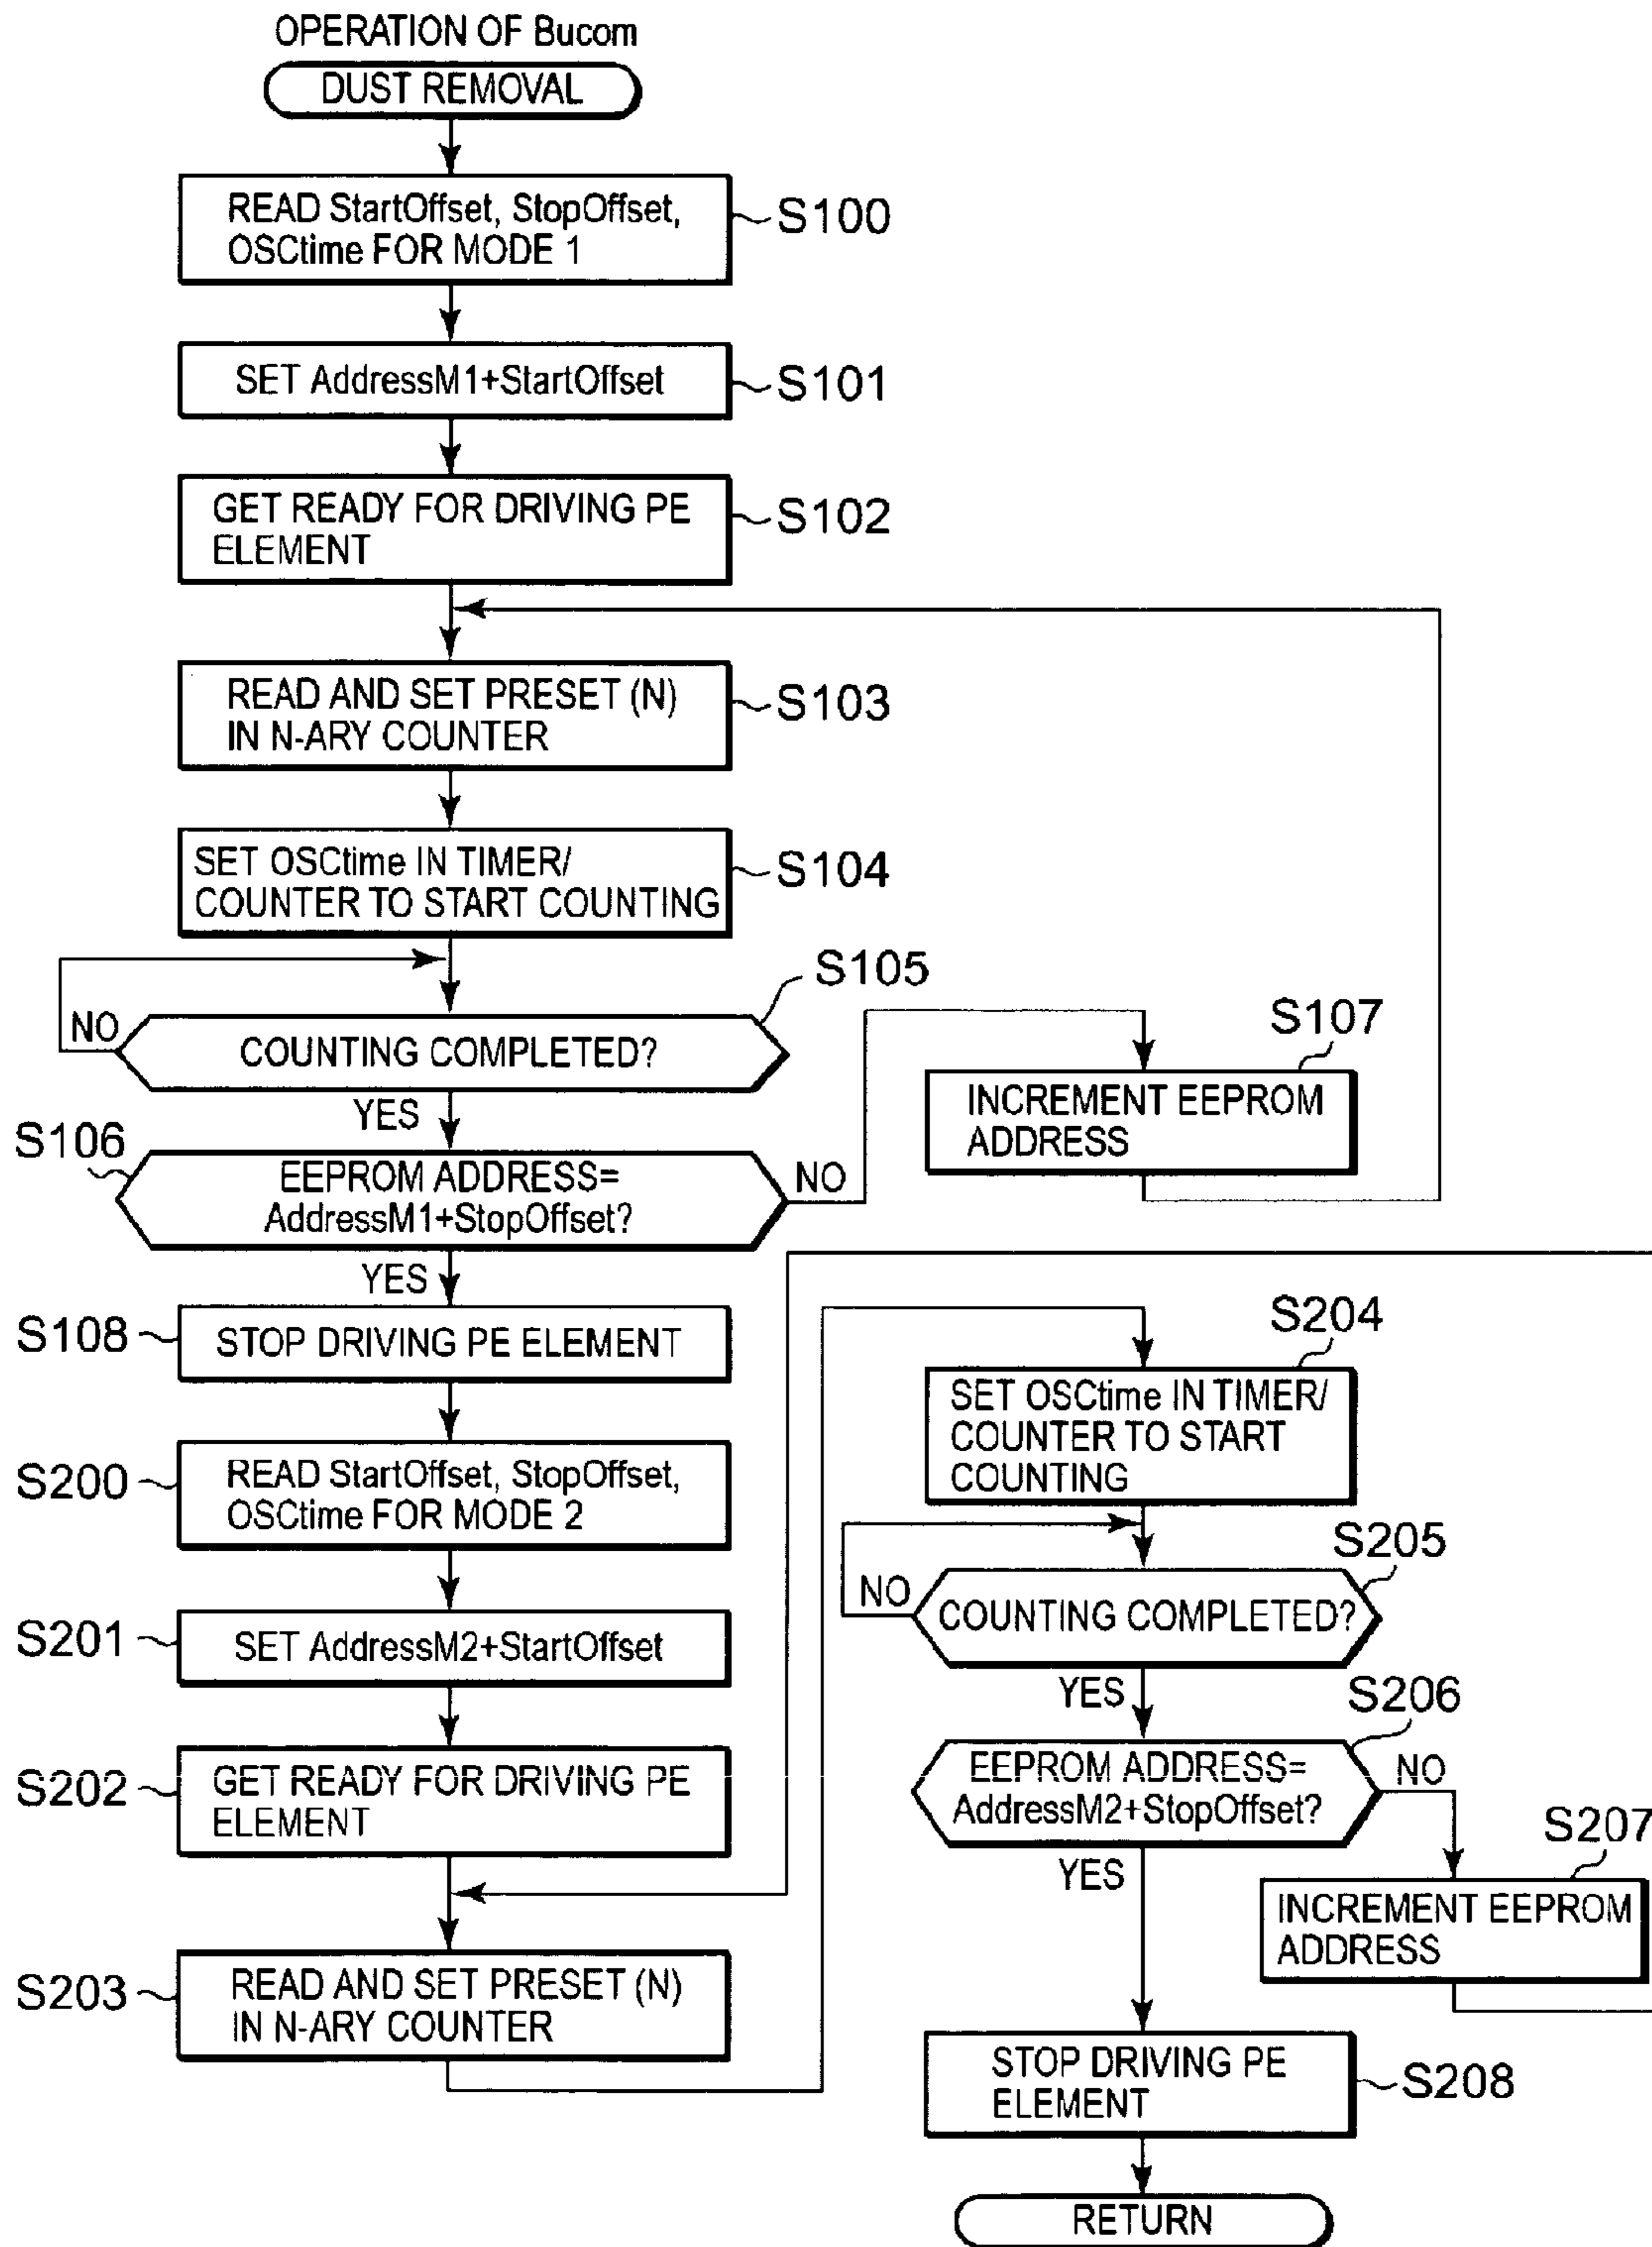 OPERATION OF Bucom
DUST REMOVAL
READ StartOffset, StopOffset,
OSCtime FOR MODE 1
S100
SET AddressM1+StartOffset
S101
GET READY FOR DRIVING PE
ELEMENT
S102
READ AND SET PRESET (N)
IN N-ARY COUNTER
S103
SET OSCtime IN TIMER/
COUNTER TO START COUNTING
S104
S105
NO
COUNTING COMPLETED?
YES
S106
EEPROM ADDRESS=
AddressM1+StopOffset?
NO
S107
INCREMENT EEPROM
ADDRESS
YES
S108
STOP DRIVING PE ELEMENT
S200
READ StartOffset, StopOffset,
OSCtime FOR MODE 2
S201
SET AddressM2+StartOffset
S202
GET READY FOR DRIVING PE
ELEMENT
S203
READ AND SET PRESET (N)
IN N-ARY COUNTER
S204
SET OSCtime IN TIMER/
COUNTER TO START
COUNTING
S205
NO
COUNTING COMPLETED?
YES
S206
EEPROM ADDRESS=
AddressM2+StopOffset?
NO
S207
INCREMENT EEPROM
ADDRESS
YES
STOP DRIVING PE
ELEMENT
S208
RETURN